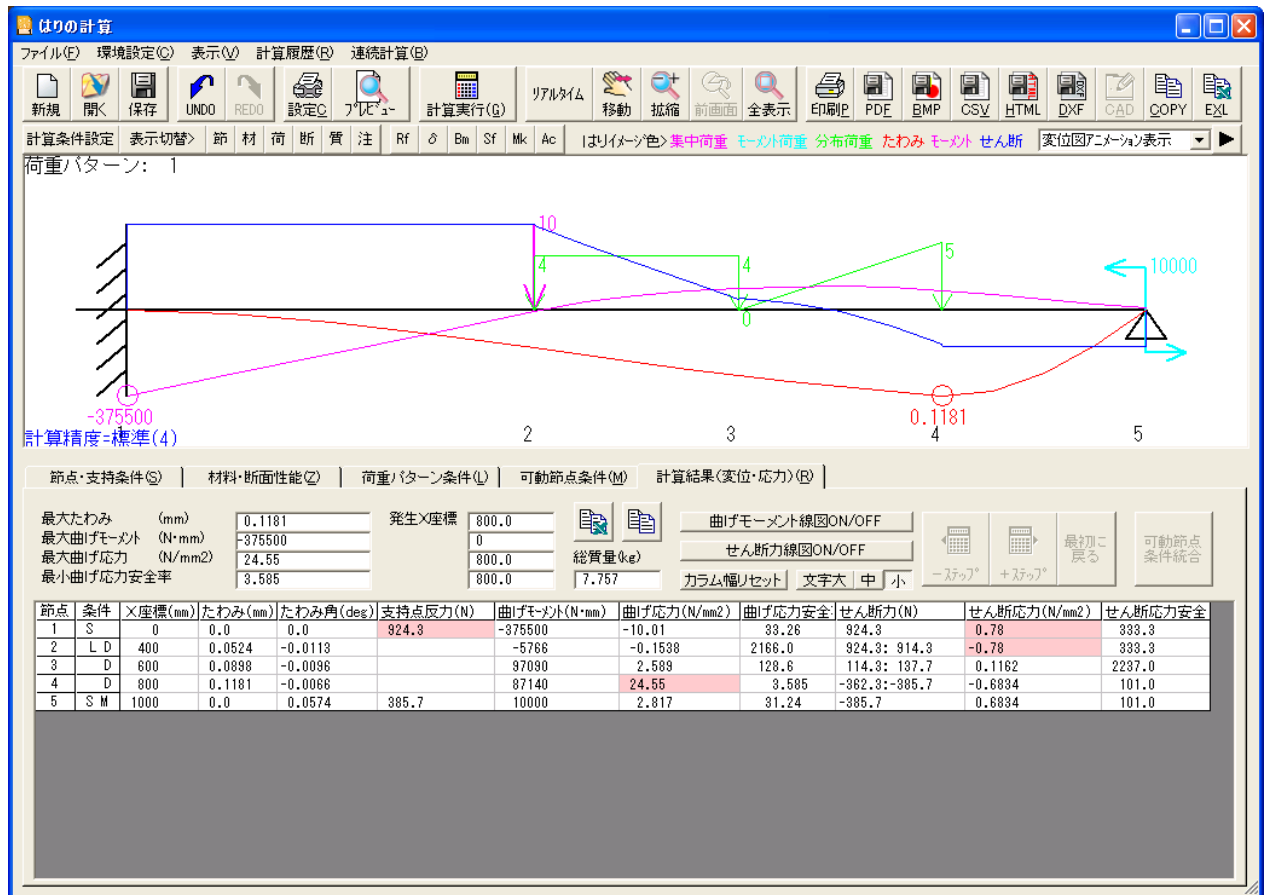 はりの計算
ファイル(F) 環境設定(C) 表示(V) 計算履歴(R) 連続計算(B)
新規 開く 保存 UNDO REDO 設定C ﾌﾟﾚﾋﾞｭｰ 計算実行(G) リアルタイム 移動 拡縮 前画面 全表示 印刷P PDF BMP CSV HTML DXF CAD COPY EXL
計算条件設定 表示切替> 節 材 荷 断 質 注 Rf δ Bm Sf Mk Ac はりイメージ色> 集中荷重 モーメント荷重 分布荷重 たわみ モーメント せん断 変位図アニメーション表示
荷重パターン: 1
10
4 4 5 10000
0
-375500 0.1181
計算精度=標準(4)
1 2 3 4 5
節点・支持条件(S) 材料・断面性能(Z) 荷重パターン条件(L) 可動節点条件(M) 計算結果(変位・応力)(R)
最大たわみ (mm) 0.1181 発生X座標 800.0 曲げモーメント線図ON/OFF
最大曲げモーメント (N・mm) -375500 0
最大曲げ応力 (N/mm2) 24.55 800.0 総質量(kg) せん断力線図ON/OFF
最小曲げ応力安全率 3.585 800.0 7.757 カラム幅リセット 文字大 中 小
－ステップ ＋ステップ 最初に戻る 可動節点条件統合
節点 条件 X座標(mm) たわみ(mm) たわみ角(deg) 支持点反力(N) 曲げモーメント(N・mm) 曲げ応力(N/mm2) 曲げ応力安全 せん断力(N) せん断応力(N/mm2) せん断応力安全
1 S 0 0.0 0.0 924.3 -375500 -10.01 33.26 924.3 0.78 333.3
2 L D 400 0.0524 -0.0113 -5766 -0.1538 2166.0 924.3: 914.3 -0.78 333.3
3 D 600 0.0898 -0.0096 97090 2.589 128.6 114.3: 137.7 0.1162 2237.0
4 D 800 0.1181 -0.0066 87140 24.55 3.585 -362.3:-385.7 -0.6834 101.0
5 S M 1000 0.0 0.0574 385.7 10000 2.817 31.24 -385.7 0.6834 101.0